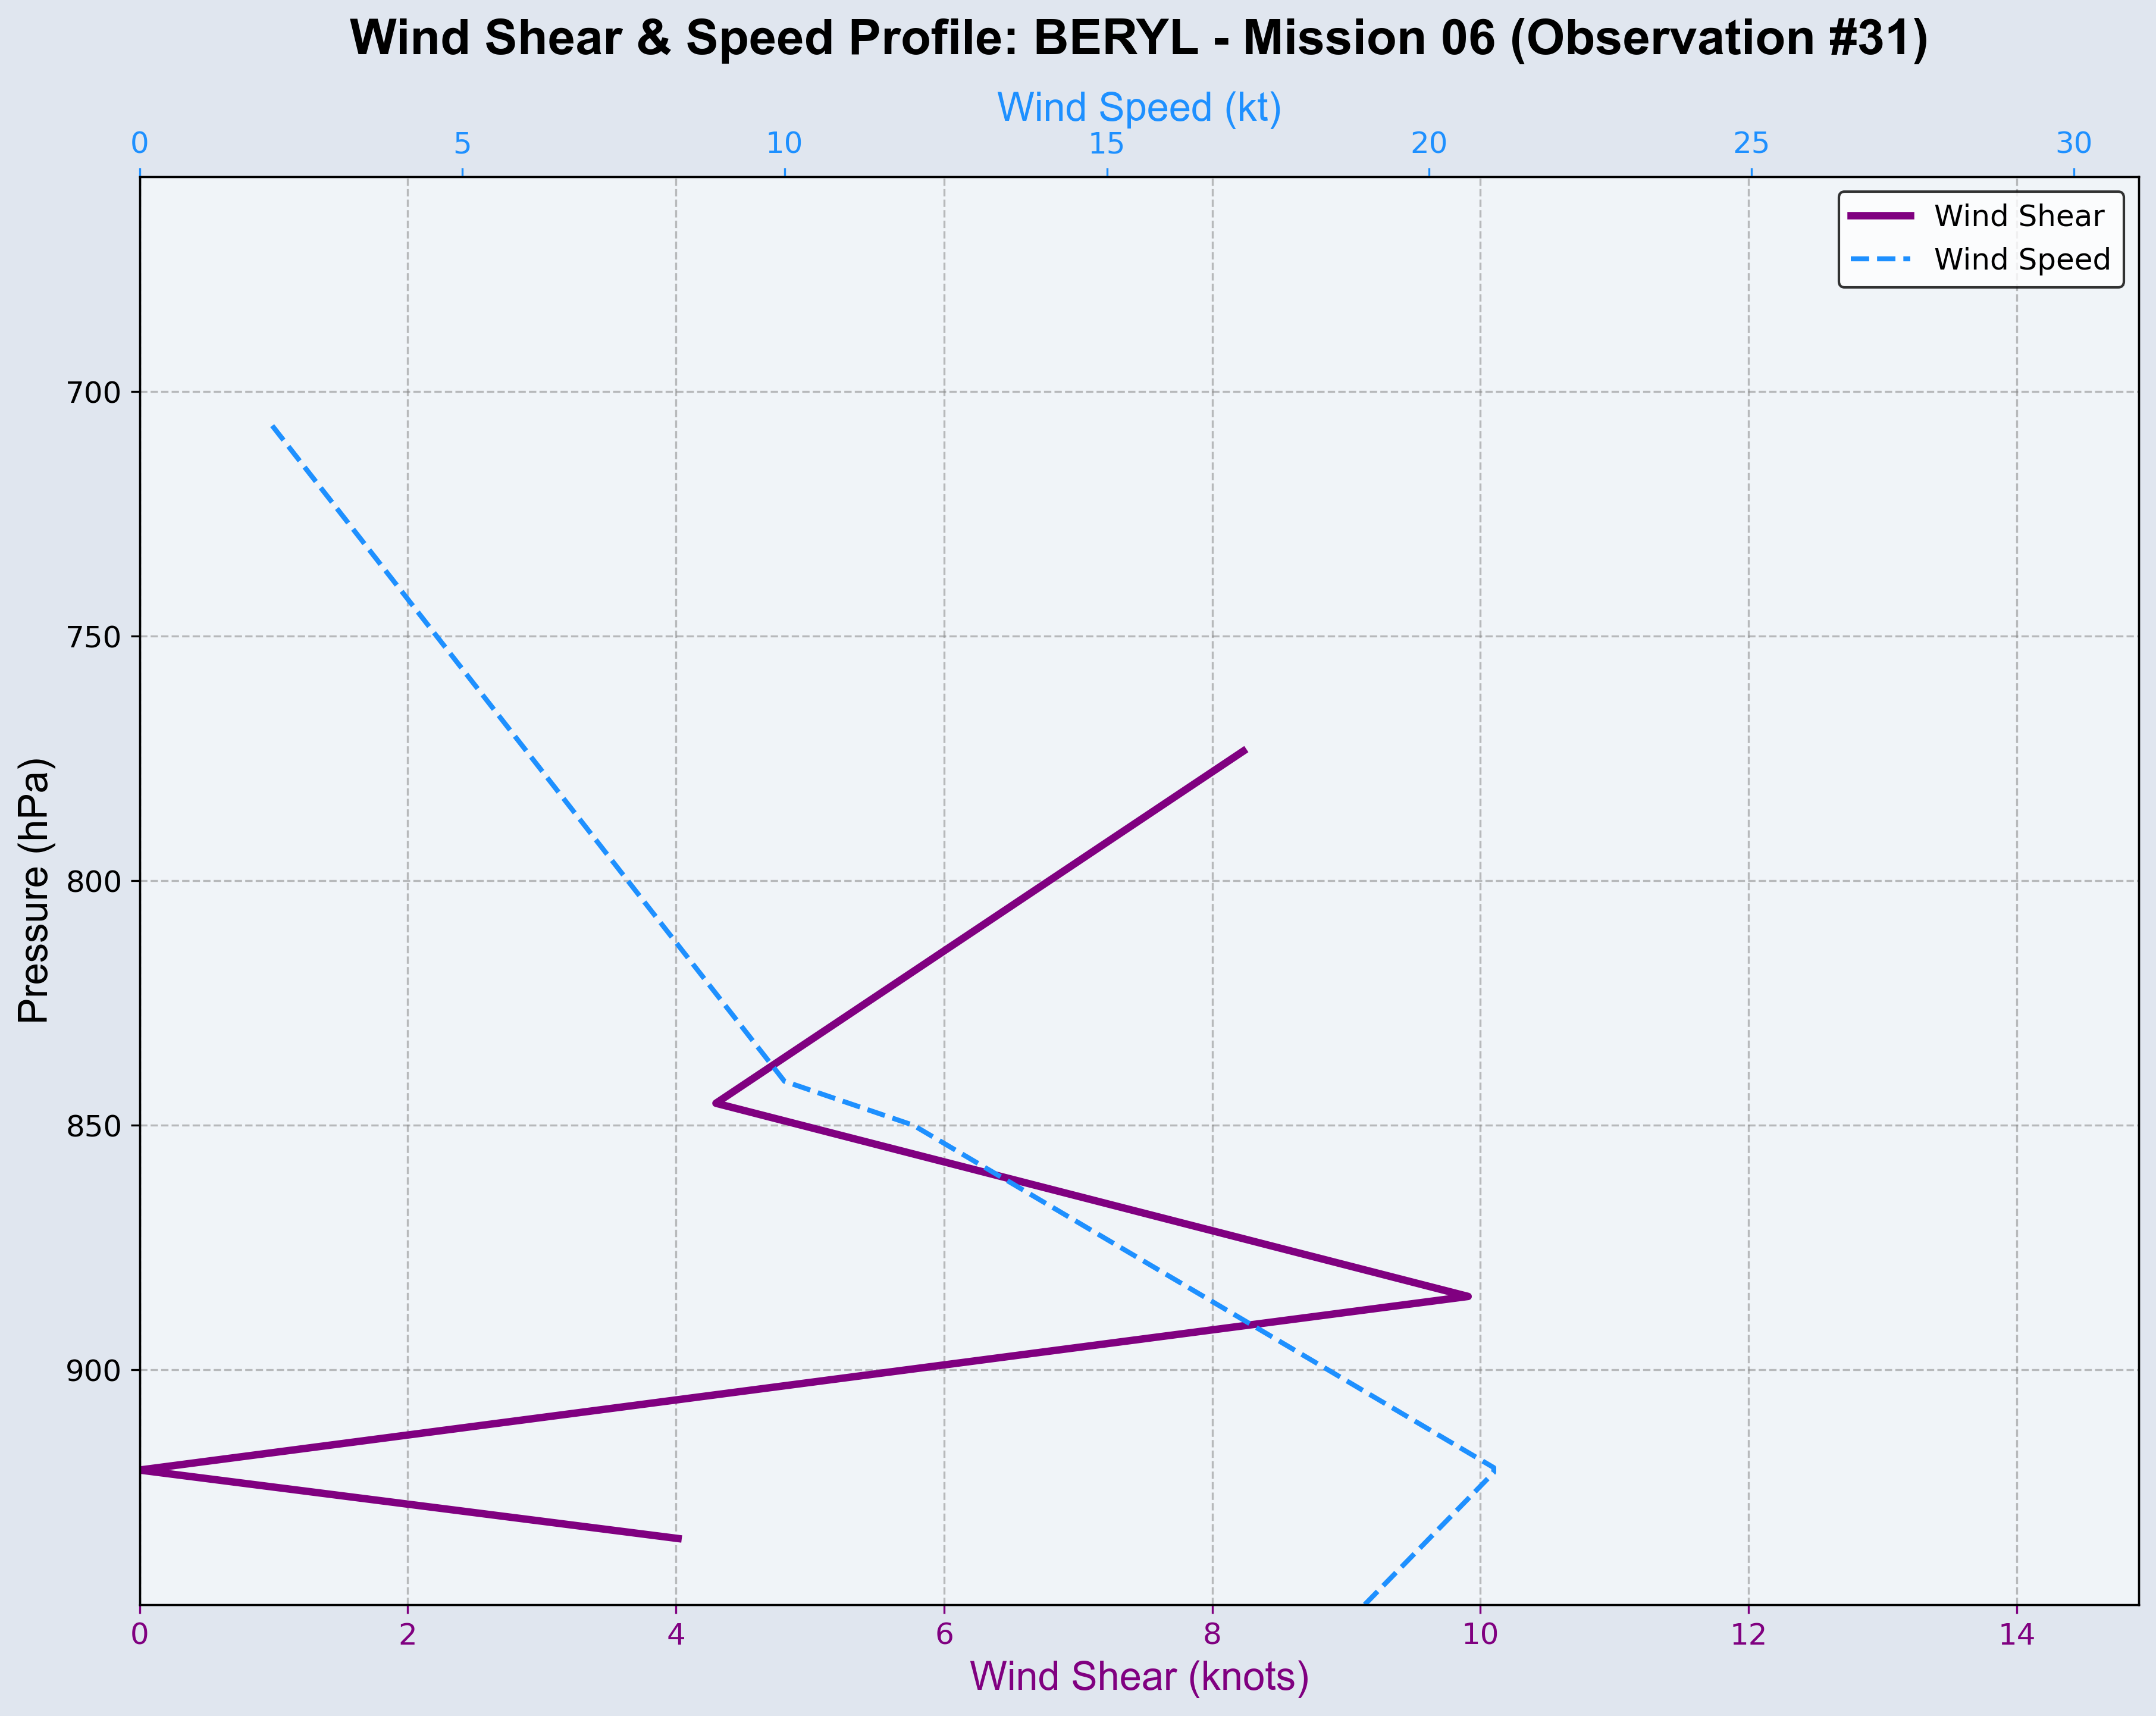 Wind Shear & Speed Profile: BERYL - Mission 06 (Observation #31)
Wind Speed (kt)
0 5 10 15 20 25 30
Wind Shear
Wind Speed
700
750
800
850
900
Pressure (hPa)
0 2 4 6 8 10 12 14
Wind Shear (knots)